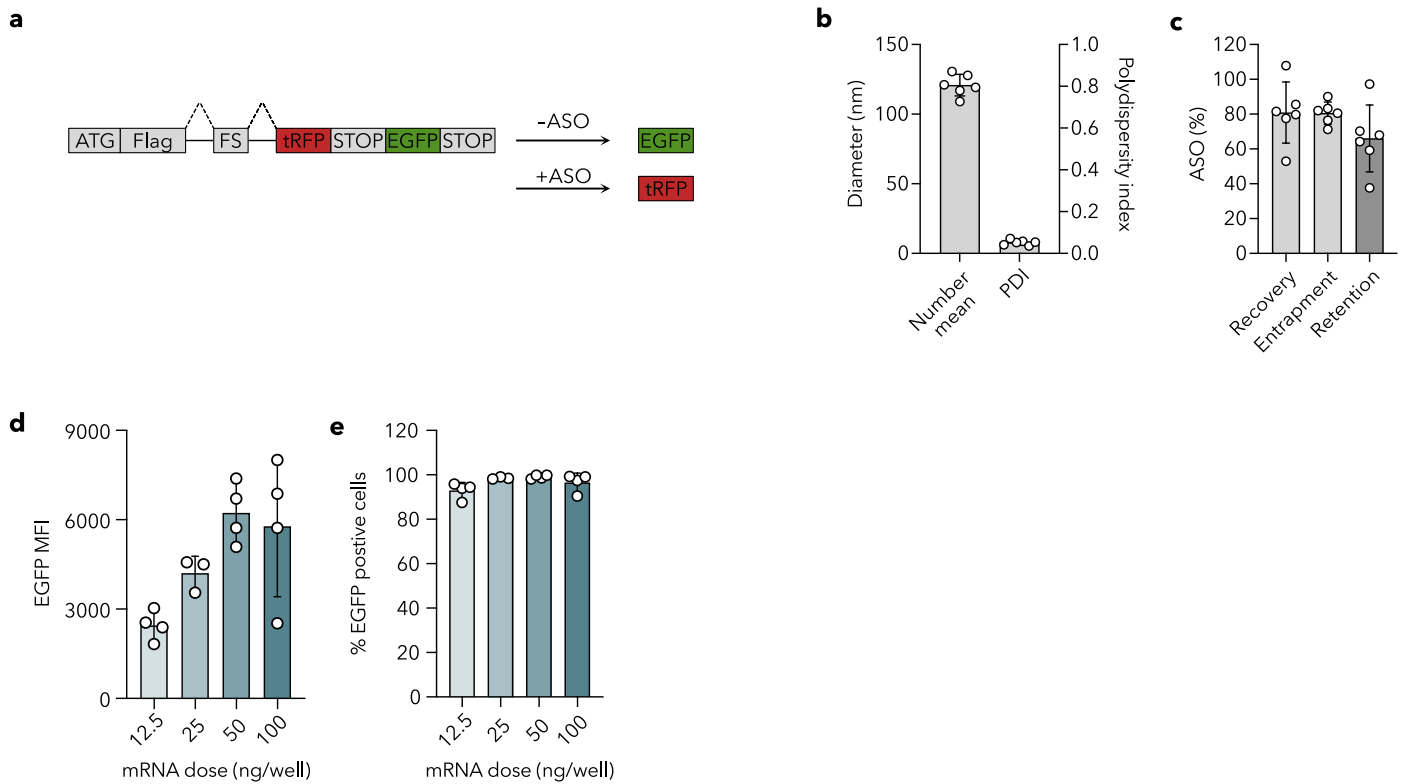 a
ATG Flag FS tRFP STOP EGFP STOP
-ASO
EGFP
+ASO
tRFP
b
Diameter (nm)
150
100
50
0
1.0
0.8
0.6
0.4
0.2
0.0
Polydispersity index
Number
mean
PDI
c
ASO (%)
120
100
80
60
40
20
0
Recovery
Entrapment
Retention
d
EGFP MFI
9000
6000
3000
0
12.5
25
50
100
mRNA dose (ng/well)
e
% EGFP postive cells
120
100
80
60
40
20
0
12.5
25
50
100
mRNA dose (ng/well)